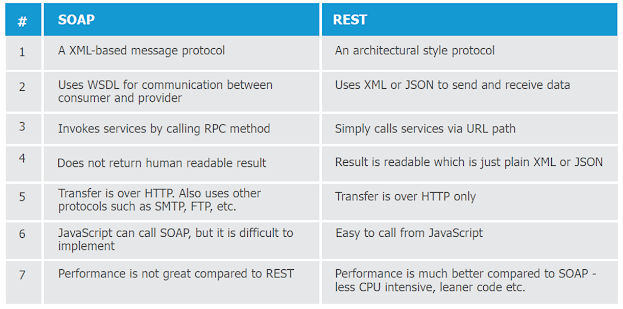 # SOAP REST
1 A XML-based message protocol An architectural style protocol
2 Uses WSDL for communication between Uses XML or JSON to send and receive data
consumer and provider
3 Invokes services by calling RPC method Simply calls services via URL path
4 Does not return human readable result Result is readable which is just plain XML or JSON
5 Transfer is over HTTP. Also uses other Transfer is over HTTP only
protocols such as SMTP, FTP, etc.
6 JavaScript can call SOAP, but it is difficult to Easy to call from JavaScript
implement
7 Performance is not great compared to REST Performance is much better compared to SOAP -
less CPU intensive, leaner code etc.